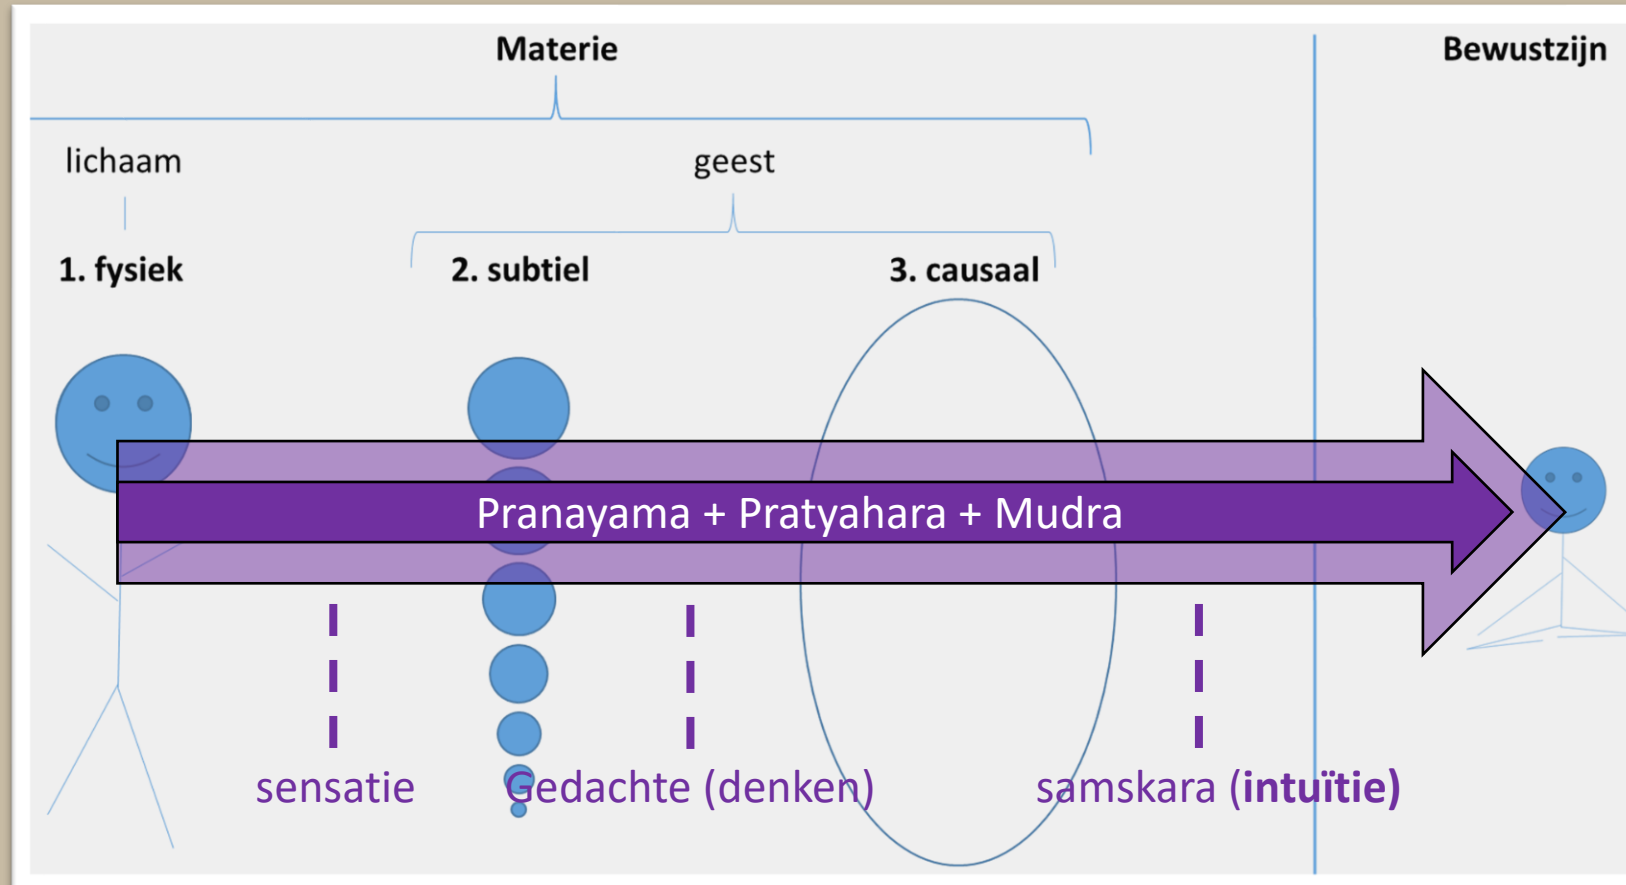 Materie
Bewustzijn
lichaam
geest
1. fysiek
2. subtiel
3. causaal
Pranayama + Pratyahara + Mudra
sensatie
Gedachte (denken)
samskara (intuïtie)